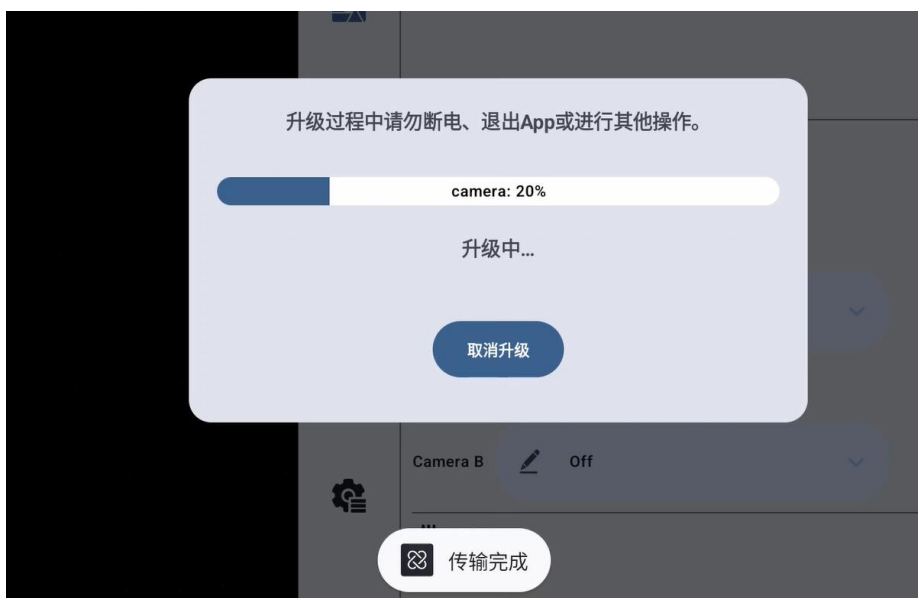 升级过程中请勿断电、退出App或进行其他操作。
camera: 20%
升级中...
取消升级
Camera B
Off
传输完成